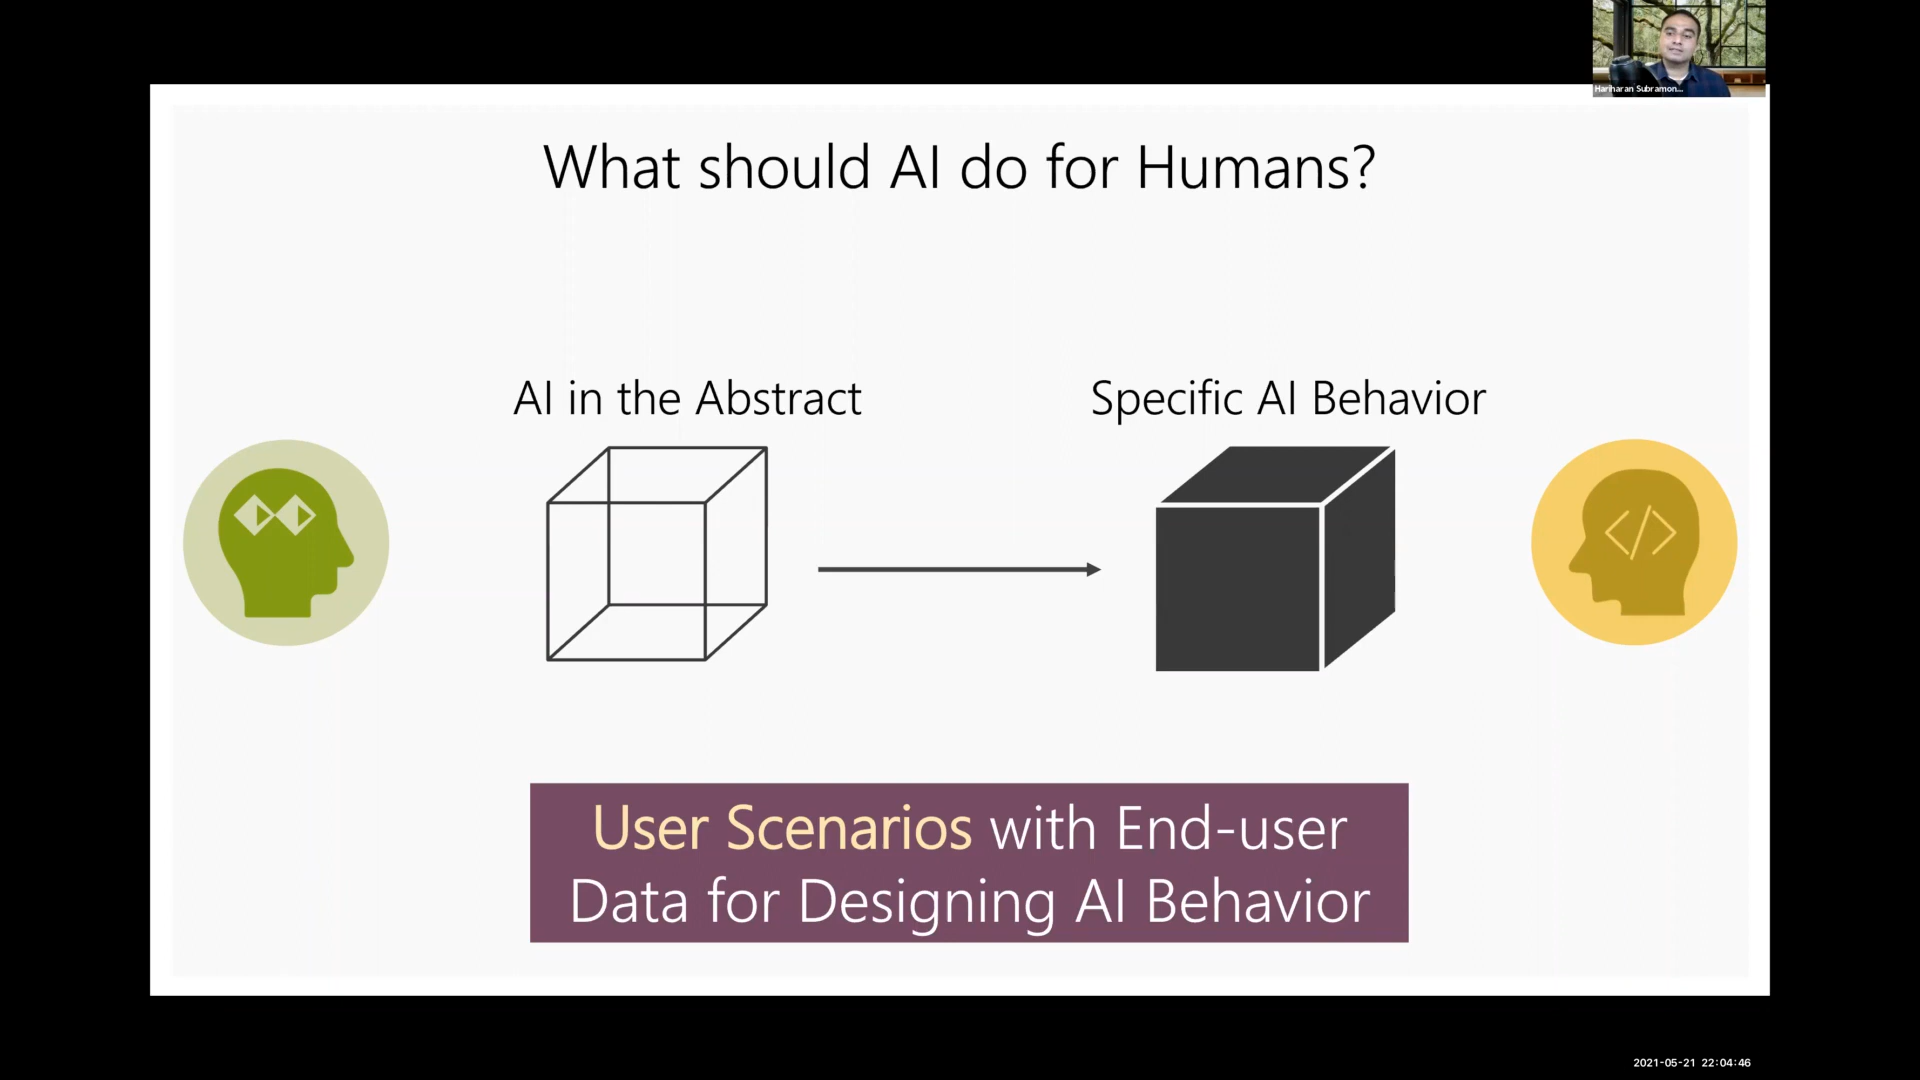 Hariharan Subramon...
What should AI do for Humans?
AI in the Abstract
Specific AI Behavior
</>
User Scenarios with End-user
Data for Designing AI Behavior
2021-05-21 22:04:46